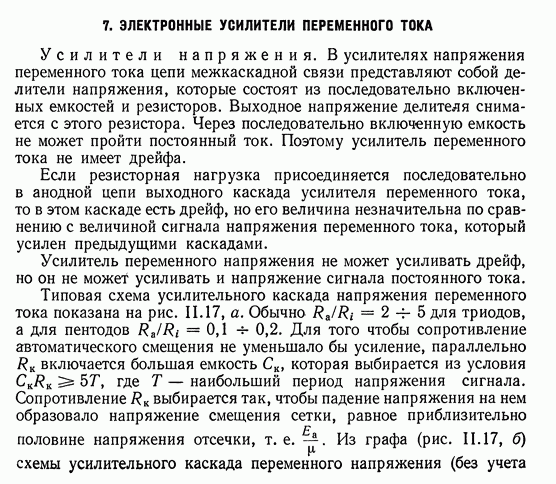 7. ЭЛЕКТРОННЫЕ УСИЛИТЕЛИ ПЕРЕМЕННОГО ТОКА
Усилители напряжения. В усилителях напряжения
переменного тока цепи межкаскадной связи представляют собой де-
лители напряжения, которые состоят из последовательно включен-
ных емкостей и резисторов. Выходное напряжение делителя снима-
ется с этого резистора. Через последовательно включенную емкость
не может пройти постоянный ток. Поэтому усилитель переменного
тока не имеет дрейфа.
Если резисторная нагрузка присоединяется последовательно
в анодной цепи выходного каскада усилителя переменного тока,
то в этом каскаде есть дрейф, но его величина незначительна по срав-
нению с величиной сигнала напряжения переменного тока, который
усилен предыдущими каскадами.
Усилитель переменного напряжения не может усиливать дрейф,
но он не может усиливать и напряжение сигнала постоянного тока.
Типовая схема усилительного каскада напряжения переменного
тока показана на рис. II.17, а. Обычно Rа/Ri = 2 ÷ 5 для триодов,
а для пентодов Rа/Ri = 0,1 ÷ 0,2. Для того чтобы сопротивление
автоматического смещения не уменьшало бы усиление, параллельно
Rк включается большая емкость Cк, которая выбирается из условия
CкRк ⩾ 5T, где T — наибольший период напряжения сигнала.
Сопротивление Rк выбирается так, чтобы падение напряжения на нем
образовало напряжение смещения сетки, равное приблизительно
половине напряжения отсечки, т. е. Eа/μ. Из графа (рис. II.17, б)
схемы усилительного каскада переменного напряжения (без учета